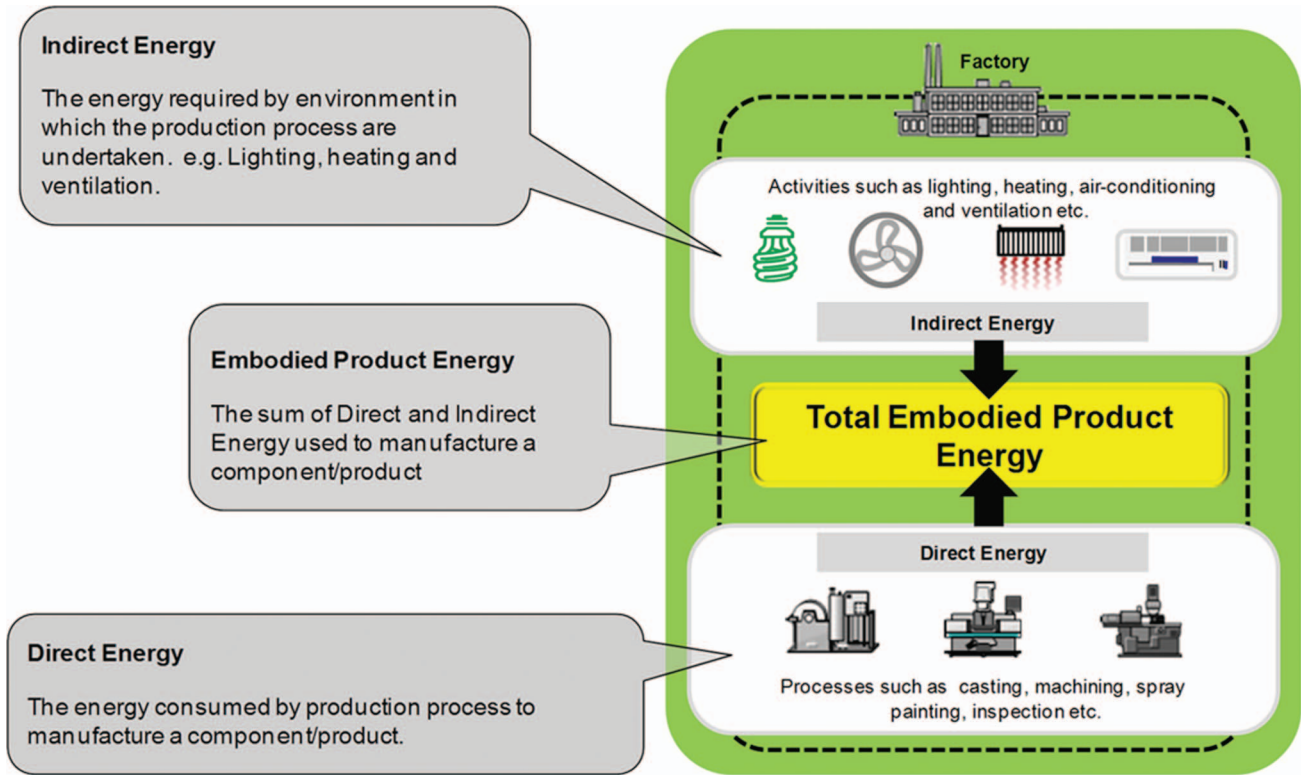 Indirect Energy
The energy required by environment in
which the production process are
undertaken. e.g. Lighting, heating and
ventilation.
Embodied Product Energy
The sum of Direct and Indirect
Energy used to manufacture a
component/product
Direct Energy
The energy consumed by production process to
manufacture a component/product.
Factory
Activities such as lighting, heating, air-conditioning
and ventilation etc.
Indirect Energy
Total Embodied Product
Energy
Direct Energy
Processes such as casting, machining, spray
painting, inspection etc.